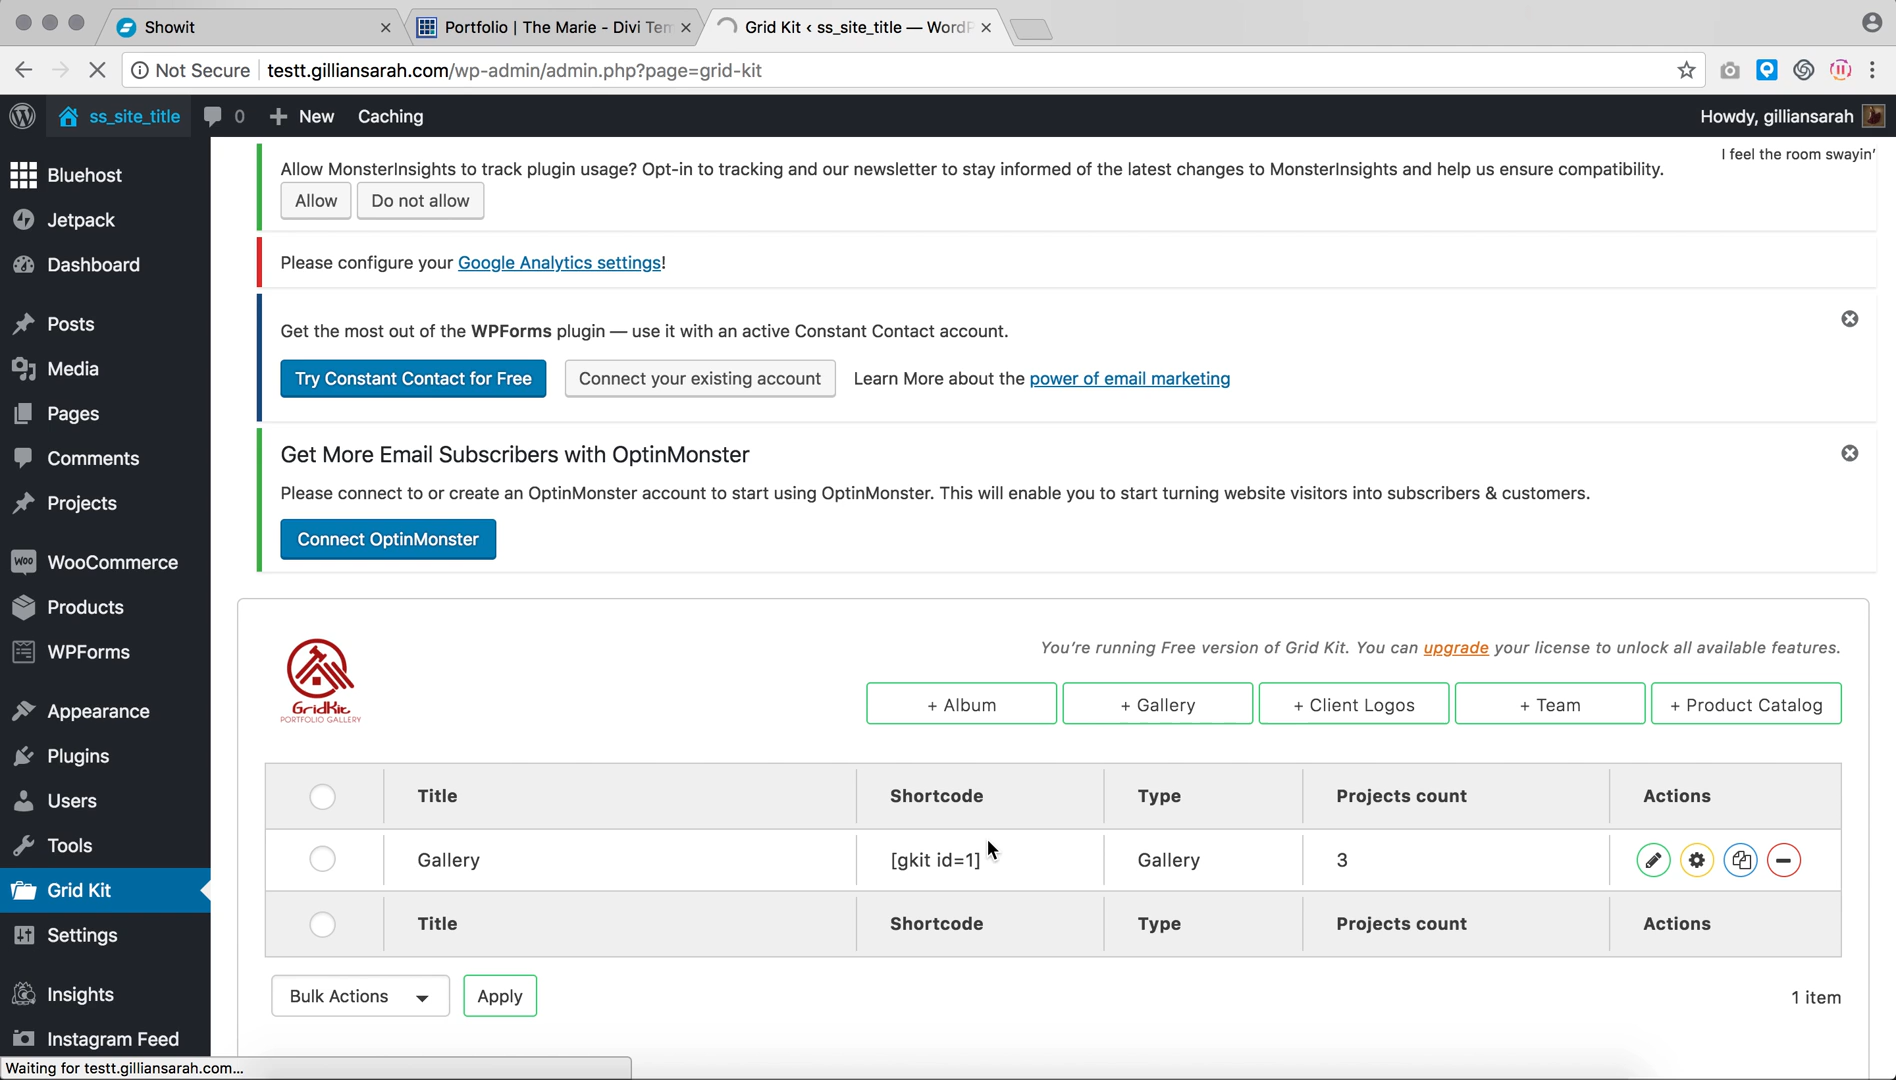 Showit
Portfolio | The Marie - Divi Tem
Grid Kit ‹ ss_site_title — WordP
Not Secure
testt.gilliansarah.com/wp-admin/admin.php?page=grid-kit
ss_site_title
0
New
Caching
Howdy, gilliansarah
Bluehost
Jetpack
Dashboard
Posts
Media
Pages
Comments
Projects
WooCommerce
Products
WPForms
Appearance
Plugins
Users
Tools
Grid Kit
Settings
Insights
Instagram Feed
I feel the room swayin'
Allow MonsterInsights to track plugin usage? Opt-in to tracking and our newsletter to stay informed of the latest changes to MonsterInsights and help us ensure compatibility.
Allow
Do not allow
Please configure your Google Analytics settings!
Get the most out of the WPForms plugin — use it with an active Constant Contact account.
Try Constant Contact for Free
Connect your existing account
Learn More about the power of email marketing
Get More Email Subscribers with OptinMonster
Please connect to or create an OptinMonster account to start using OptinMonster. This will enable you to start turning website visitors into subscribers & customers.
Connect OptinMonster
GridKit
PORTFOLIO GALLERY
You're running Free version of Grid Kit. You can upgrade your license to unlock all available features.
+ Album
+ Gallery
+ Client Logos
+ Team
+ Product Catalog
Title Shortcode Type Projects count Actions
Gallery [gkit id=1] Gallery 3
Title Shortcode Type Projects count Actions
Bulk Actions
Apply
1 item
Waiting for testt.gilliansarah.com...